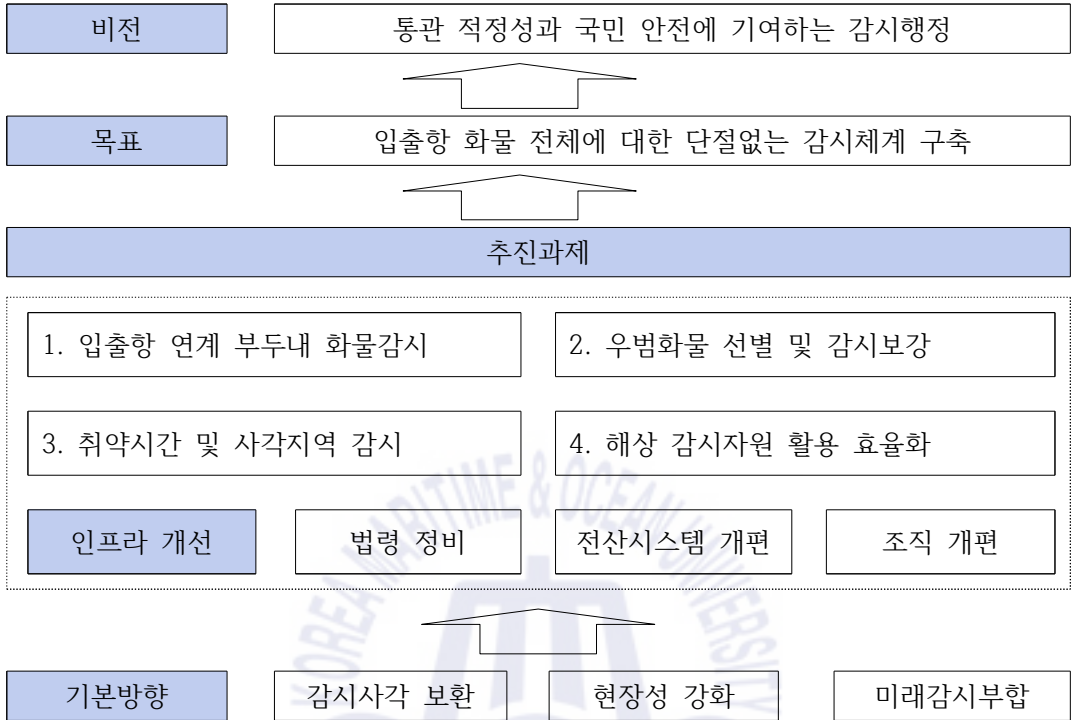 비전
통관 적정성과 국민 안전에 기여하는 감시행정
목표
입출항 화물 전체에 대한 단절없는 감시체계 구축
추진과제
1. 입출항 연계 부두내 화물감시
2. 우범화물 선별 및 감시보강
3. 취약시간 및 사각지역 감시
4. 해상 감시자원 활용 효율화
인프라 개선
법령 정비
전산시스템 개편
조직 개편
기본방향
감시사각 보환
현장성 강화
미래감시부합
KOREA MARITIME & OCEAN UNIVERSITY